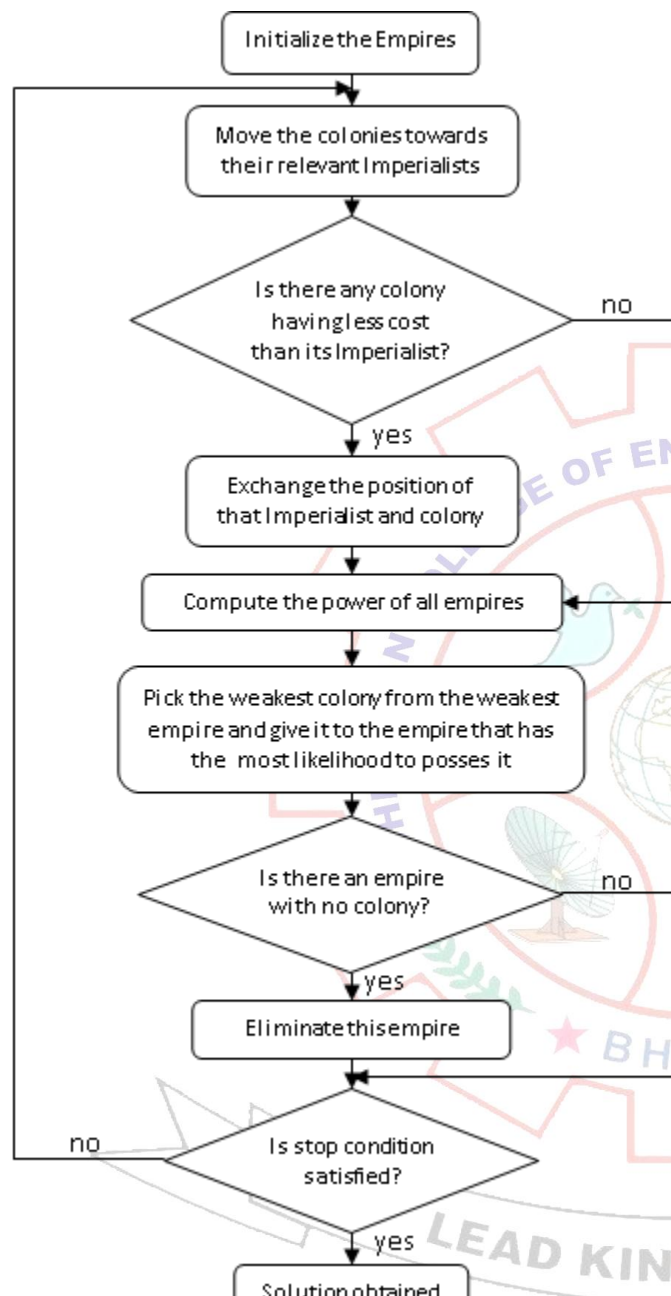 Initialize the Empires
Move the colonies towards
their relevant Imperialists
Is there any colony
having less cost
than its Imperialist?
no
yes
Exchange the position of
that Imperialist and colony
Compute the power of all empires
Pick the weakest colony from the weakest
empire and give it to the empire that has
the most likelihood to posses it
Is there an empire
with no colony?
no
yes
Eliminate this empire
Is stop condition
satisfied?
no
yes
Solution obtained
OF EN
BH
LEAD KIN